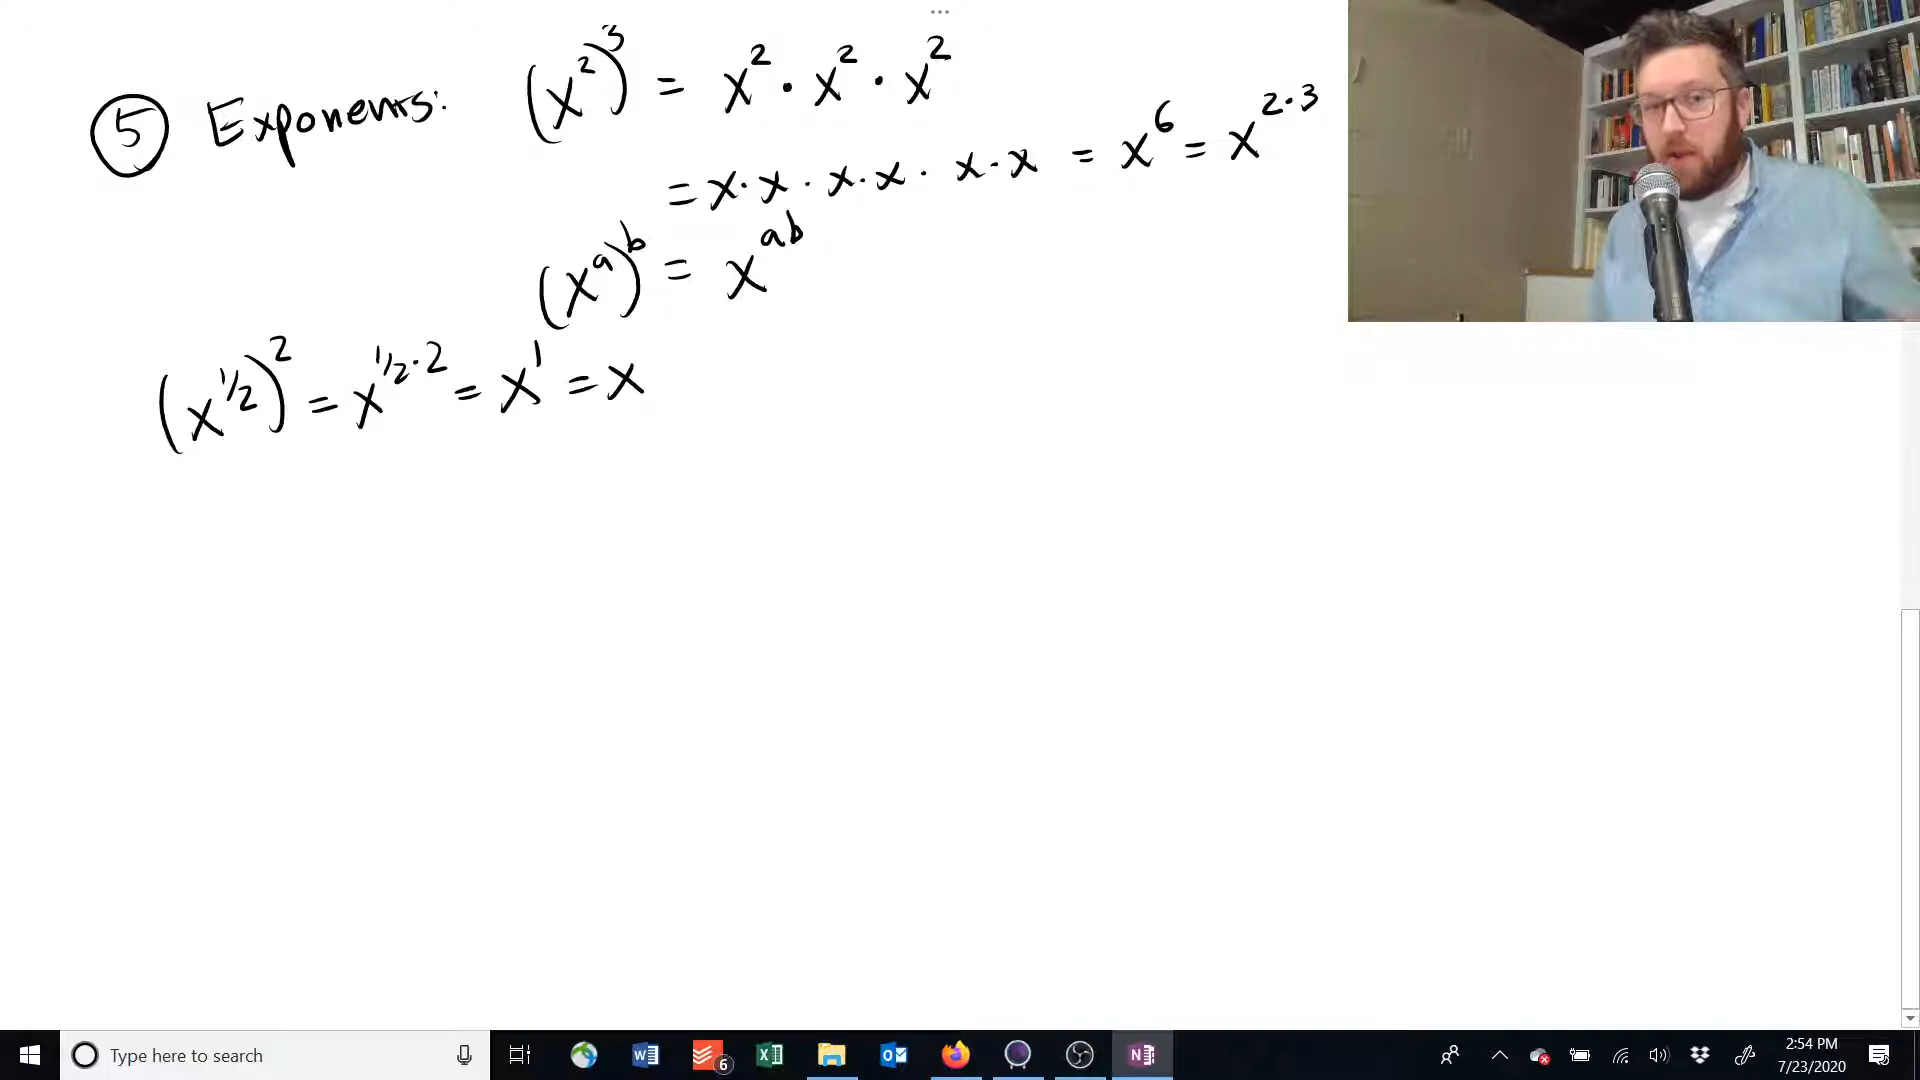 ⑤ Exponents: (x²)³ = x² · x² · x²
= x · x · x · x · x · x = x⁶ = x^{2·3}
(x^a)^b = x^{ab}
(x^{1/2})² = x^{1/2·2} = x¹ = x
Type here to search
6
2:54 PM
7/23/2020